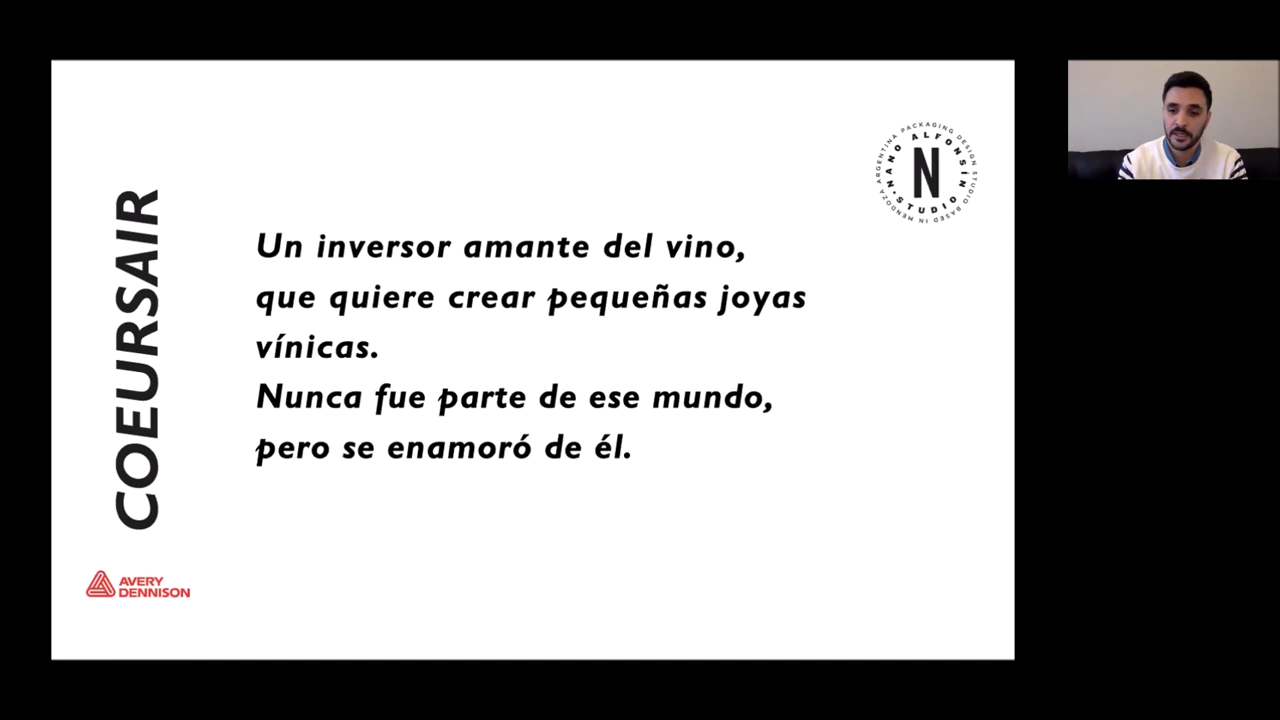 COEURSAIR
Un inversor amante del vino,
que quiere crear pequeñas joyas
vínicas.
Nunca fue parte de ese mundo,
pero se enamoró de él.
NANO ALFONSÍN
• STUDIO •
ARGENTINA PACKAGING DESIGN STUDIO BASED IN MENDOZA
N
AVERY
DENNISON